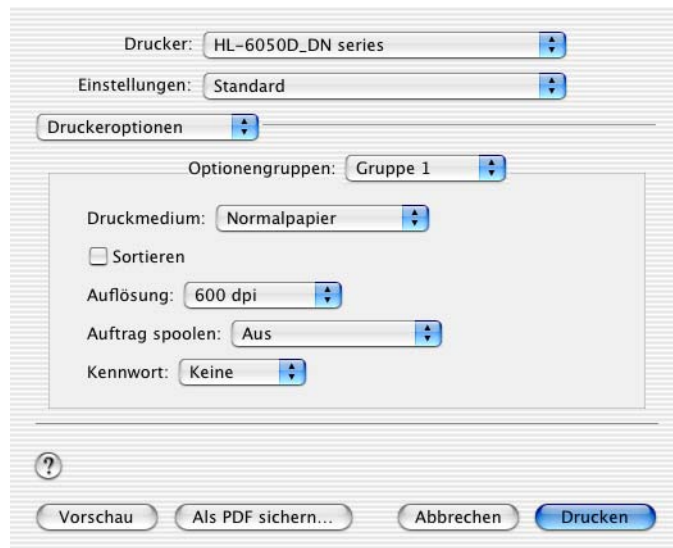 Drucker: HL-6050D_DN series
Einstellungen: Standard
Druckeroptionen
Optionengruppen: Gruppe 1
Druckmedium: Normalpapier
Sortieren
Auflösung: 600 dpi
Auftrag spoolen: Aus
Kennwort: Keine
?
Vorschau Als PDF sichern... Abbrechen Drucken